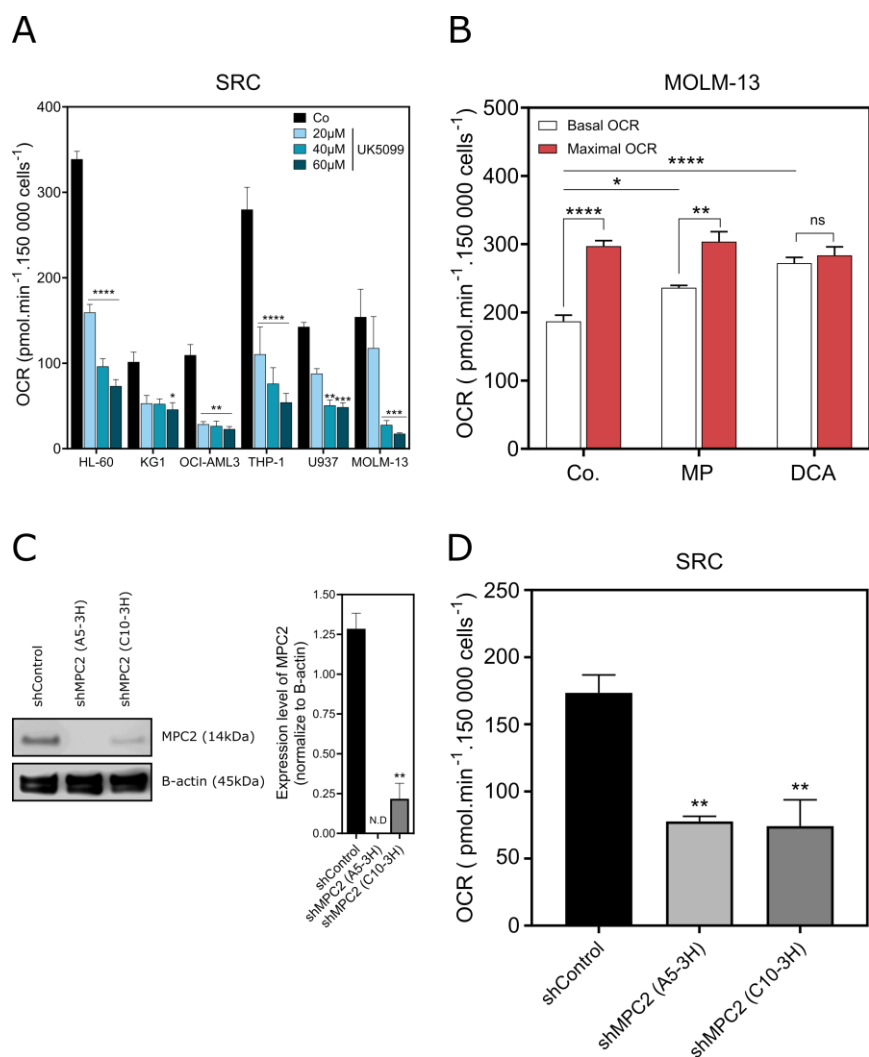 A
SRC
OCR (pmol.min⁻¹.150 000 cells⁻¹)
400
300
200
100
0
Co
20µM
40µM
60µM
UK5099
****
*
**
****
**
***
***
HL-60
KG1
OCI-AML3
THP-1
U937
MOLM-13
B
MOLM-13
OCR ( pmol.min⁻¹.150 000 cells⁻¹)
500
400
300
200
100
0
Basal OCR
Maximal OCR
****
*
****
**
ns
Co.
MP
DCA
C
shControl
shMPC2 (A5-3H)
shMPC2 (C10-3H)
MPC2 (14kDa)
B-actin (45kDa)
Expression level of MPC2
(normalize to B-actin)
1.50
1.25
1.00
0.75
0.50
0.25
0.00
N.D
**
shControl
shMPC2 (A5-3H)
shMPC2 (C10-3H)
D
SRC
OCR ( pmol.min⁻¹.150 000 cells⁻¹)
250
200
150
100
50
0
**
**
shControl
shMPC2 (A5-3H)
shMPC2 (C10-3H)